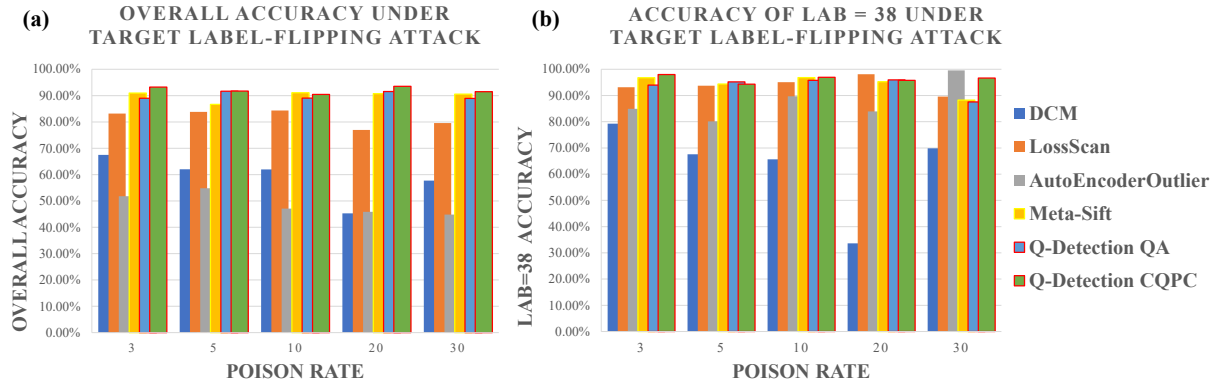 (a)
OVERALL ACCURACY UNDER
TARGET LABEL-FLIPPING ATTACK
OVERALL ACCURACY
100.00%
90.00%
80.00%
70.00%
60.00%
50.00%
40.00%
30.00%
20.00%
10.00%
0.00%
3 5 10 20 30
POISON RATE
(b)
ACCURACY OF LAB = 38 UNDER
TARGET LABEL-FLIPPING ATTACK
LAB=38 ACCURACY
100.00%
90.00%
80.00%
70.00%
60.00%
50.00%
40.00%
30.00%
20.00%
10.00%
0.00%
3 5 10 20 30
POISON RATE
DCM
LossScan
AutoEncoderOutlier
Meta-Sift
Q-Detection QA
Q-Detection CQPC